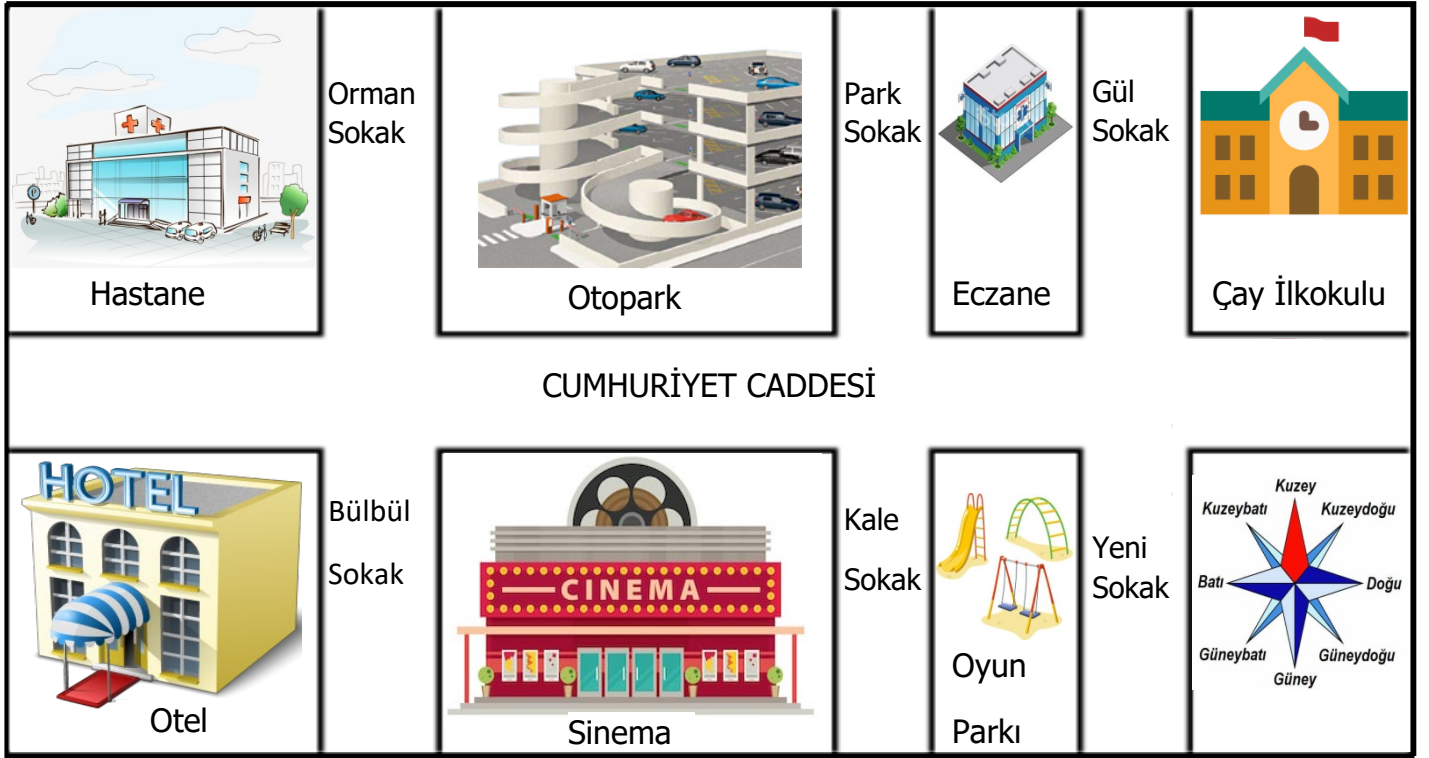 Orman
Sokak
Park
Sokak
Gül
Sokak
Hastane
Otopark
Eczane
Çay İlkokulu
CUMHURİYET CADDESİ
HOTEL
Bülbül
Sokak
Otel
CINEMA
Sinema
Kale
Sokak
Oyun
Parkı
Yeni
Sokak
Kuzey
Kuzeybatı
Kuzeydoğu
Batı
Doğu
Güneybatı
Güneydoğu
Güney